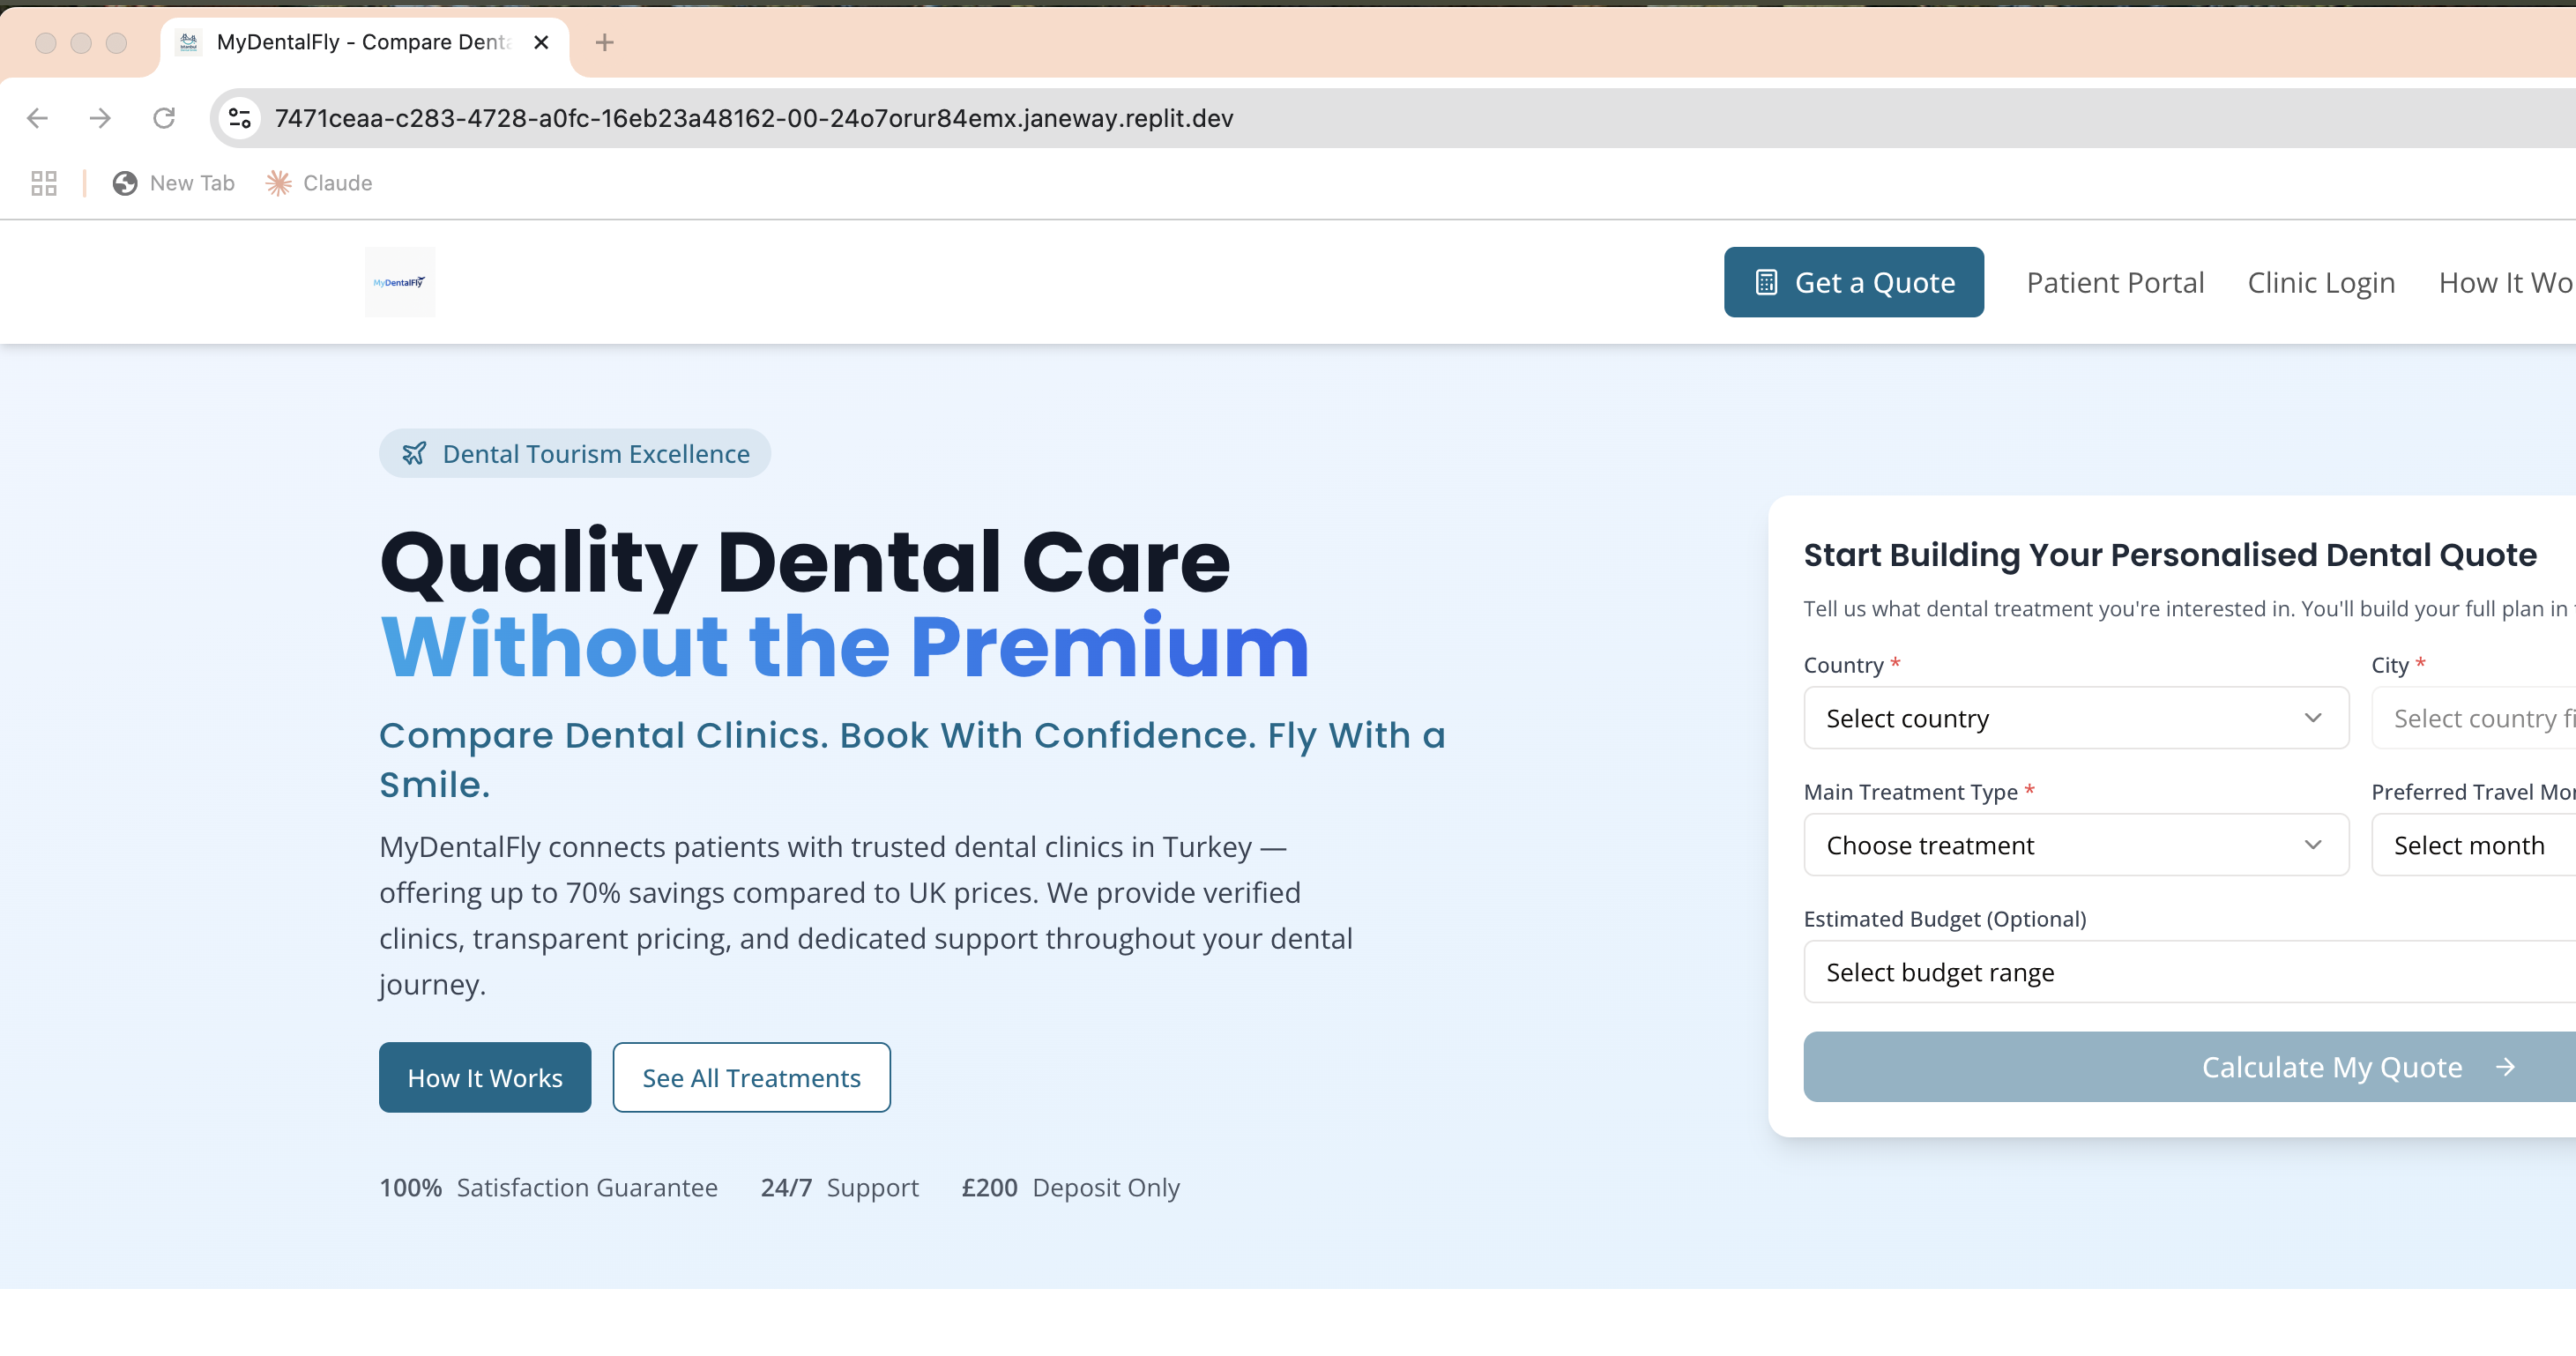 MyDentalFly - Compare Denta
7471ceaa-c283-4728-a0fc-16eb23a48162-00-24o7orur84emx.janeway.replit.dev
New Tab
Claude
MyDentalFly
Get a Quote
Patient Portal
Clinic Login
How It Wo
Dental Tourism Excellence
Quality Dental Care
Without the Premium
Compare Dental Clinics. Book With Confidence. Fly With a
Smile.
MyDentalFly connects patients with trusted dental clinics in Turkey —
offering up to 70% savings compared to UK prices. We provide verified
clinics, transparent pricing, and dedicated support throughout your dental
journey.
How It Works
See All Treatments
100% Satisfaction Guarantee
24/7 Support
£200 Deposit Only
Start Building Your Personalised Dental Quote
Tell us what dental treatment you're interested in. You'll build your full plan in
Country *
City *
Select country
Select country fi
Main Treatment Type *
Preferred Travel Mon
Choose treatment
Select month
Estimated Budget (Optional)
Select budget range
Calculate My Quote